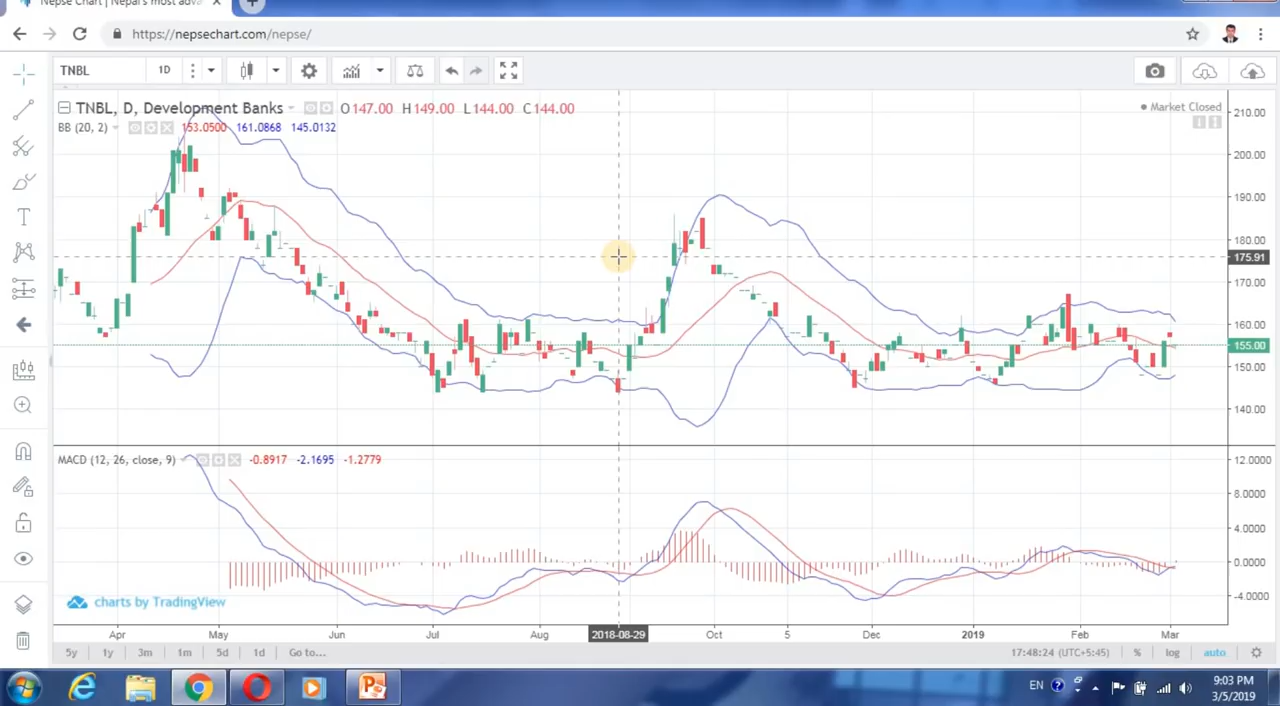 Nepse Chart | Nepal's most adva
https://nepsechart.com/nepse/
TNBL 1D
TNBL, D, Development Banks O147.00 H149.00 L144.00 C144.00
Market Closed
BB (20, 2) 153.0500 161.0868 145.0132
210.00
200.00
190.00
180.00
175.91
170.00
160.00
155.00
150.00
140.00
MACD (12, 26, close, 9) -0.8917 -2.1695 -1.2779
12.0000
8.0000
4.0000
0.0000
-4.0000
charts by TradingView
Apr May Jun Jul Aug 2018-08-29 Oct 5 Dec 2019 Feb Mar
5y 1y 3m 1m 5d 1d Go to... 17:48:24 (UTC+5:45) % log auto
EN 9:03 PM
3/5/2019